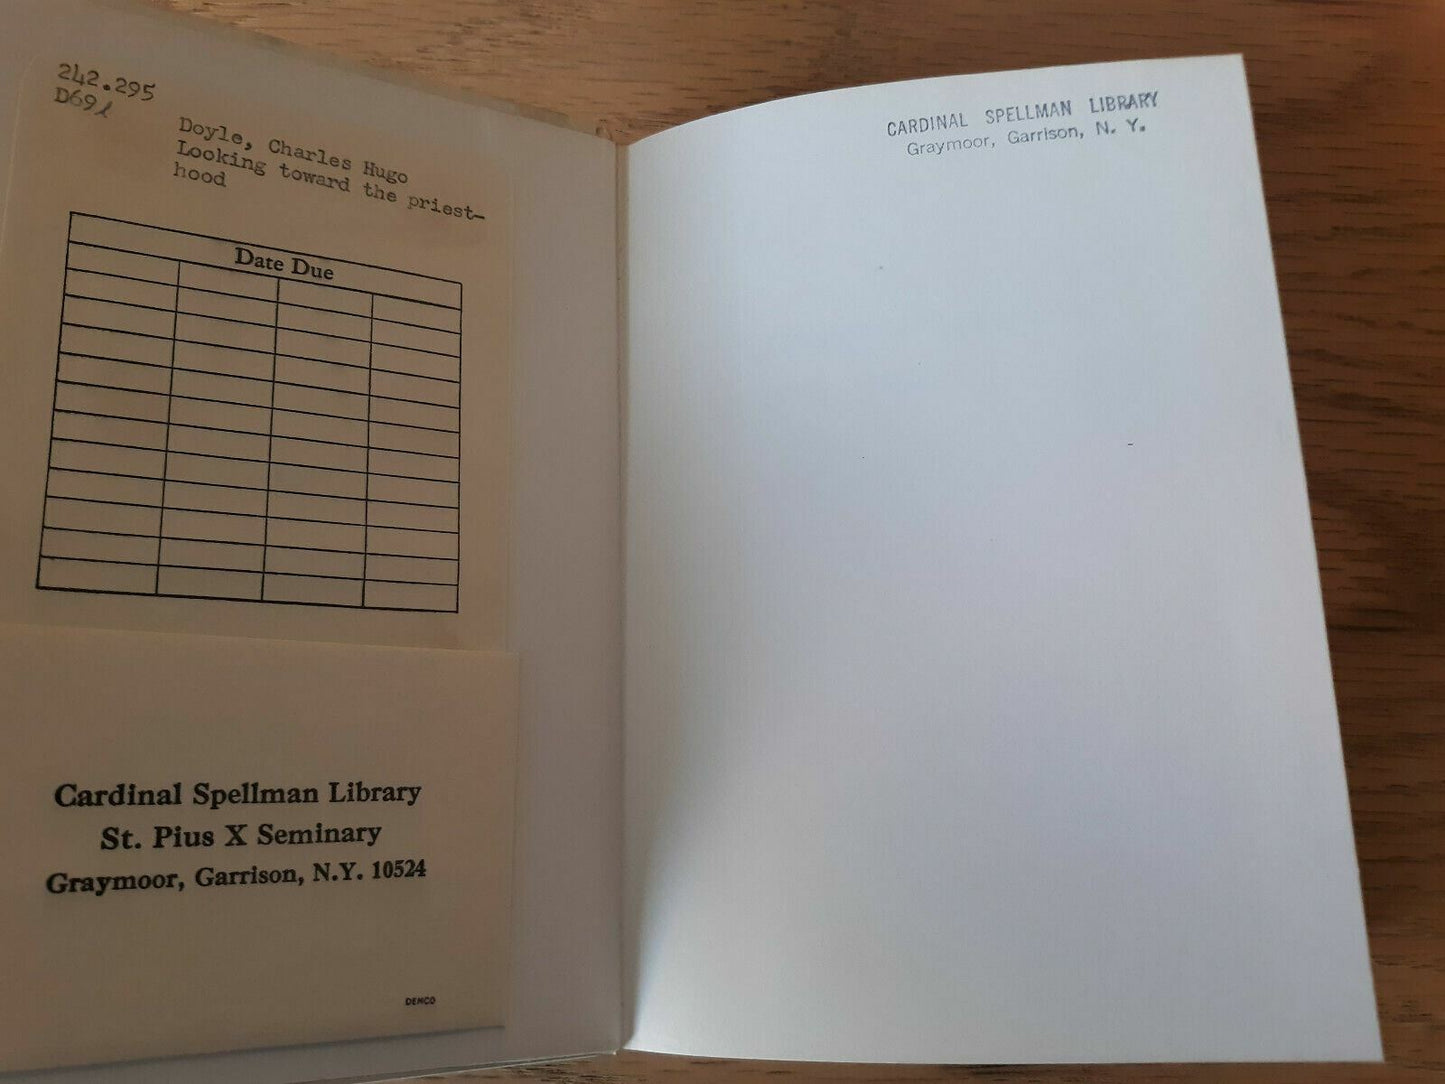 242.295
D69l
Doyle, Charles Hugo
Looking toward the priest-
hood
Date Due
Cardinal Spellman Library
St. Pius X Seminary
Graymoor, Garrison, N.Y. 10524
DEMCO
CARDINAL SPELLMAN LIBRARY
Graymoor, Garrison, N. Y.